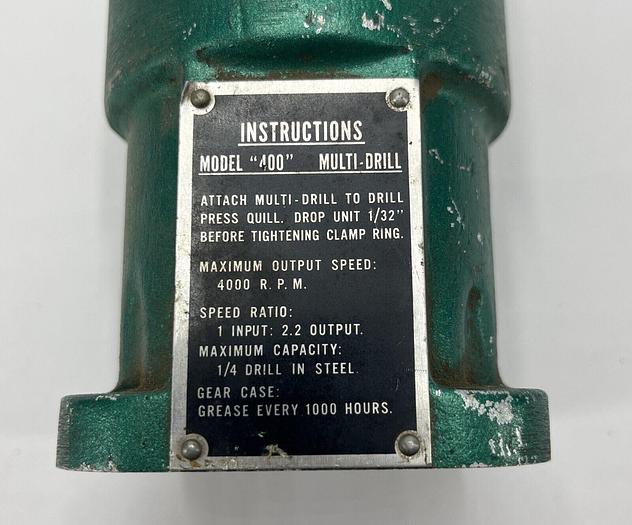 INSTRUCTIONS
MODEL "400" MULTI-DRILL
ATTACH MULTI-DRILL TO DRILL
PRESS QUILL. DROP UNIT 1/32"
BEFORE TIGHTENING CLAMP RING.
MAXIMUM OUTPUT SPEED:
4000 R.P.M.
SPEED RATIO:
1 INPUT: 2.2 OUTPUT.
MAXIMUM CAPACITY:
1/4 DRILL IN STEEL.
GEAR CASE:
GREASE EVERY 1000 HOURS.